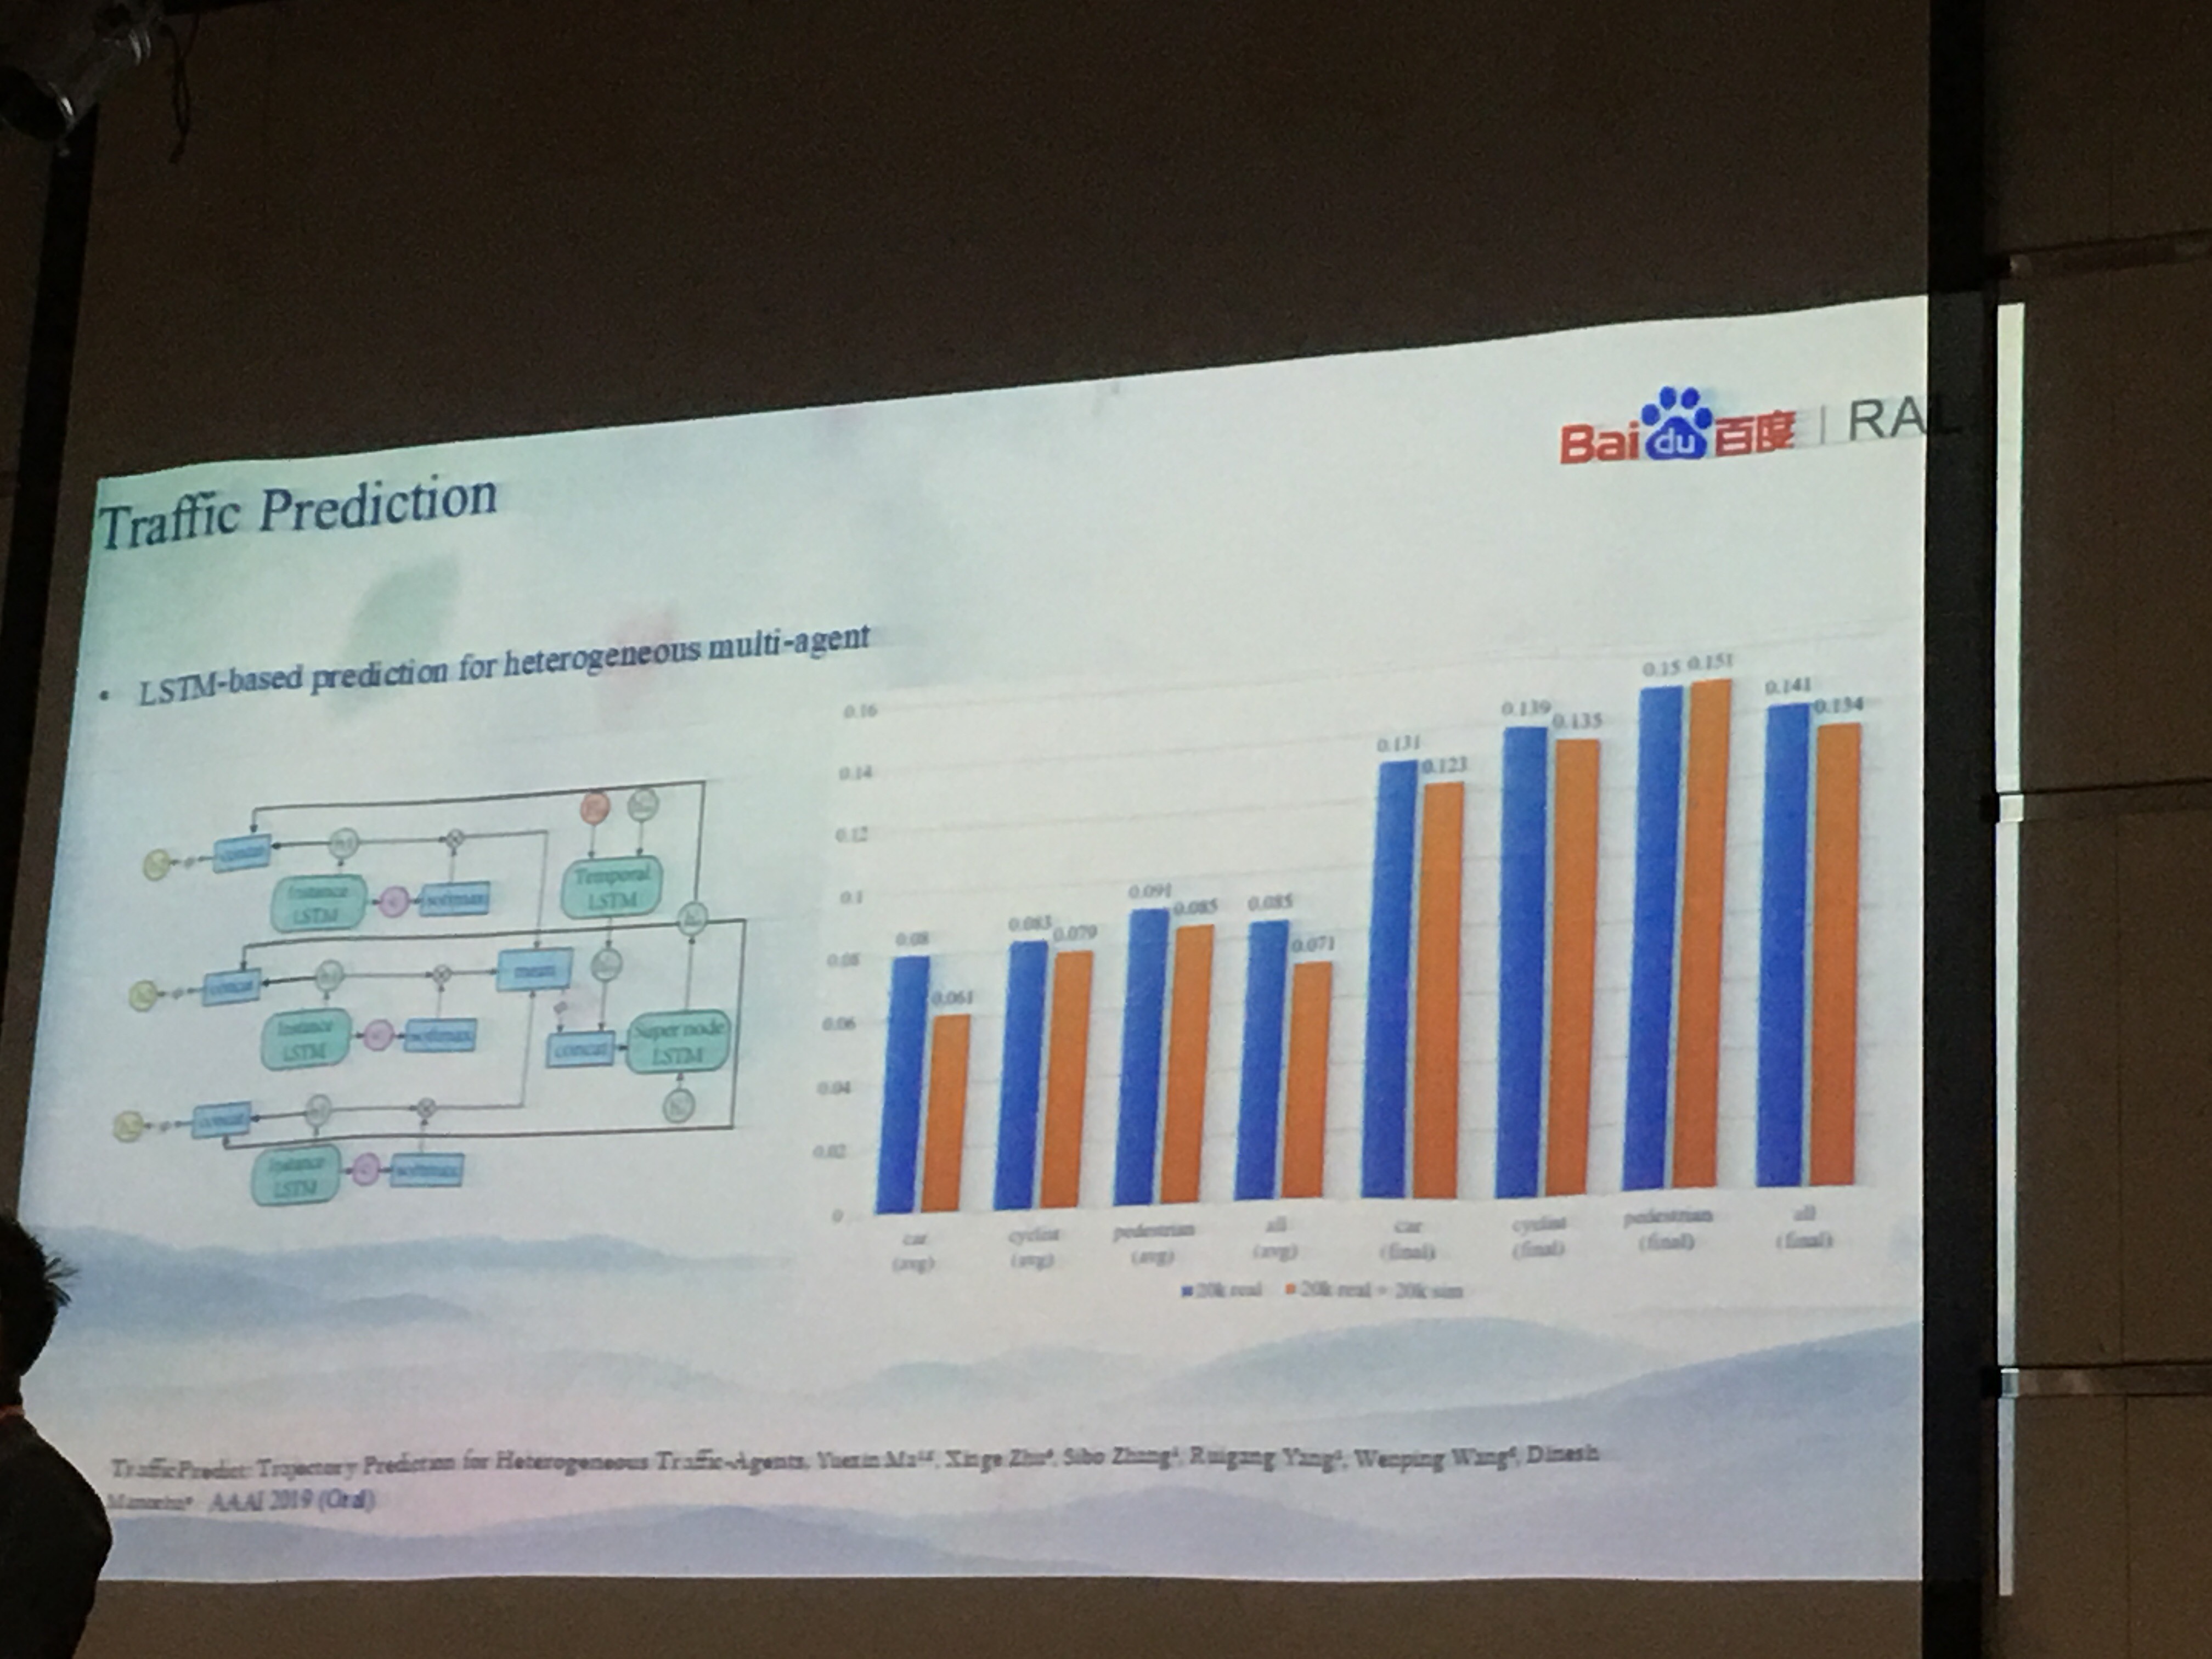 Baidu百度 | RAL
Traffic Prediction
• LSTM-based prediction for heterogeneous multi-agent
concat
Instance
LSTM
softmax
Temporal
LSTM
concat
Instance
LSTM
softmax
mean
concat
Super node
LSTM
concat
Instance
LSTM
softmax
0.16
0.14
0.12
0.1
0.08
0.06
0.04
0.02
0
0.08
0.061
0.083
0.079
0.091
0.085
0.085
0.071
0.131
0.123
0.139
0.135
0.15
0.151
0.141
0.134
car
(avg)
cyclist
(avg)
pedestrian
(avg)
all
(avg)
car
(final)
cyclist
(final)
pedestrian
(final)
all
(final)
20k real
20k real + 20k sim
TrafficPredict: Trajectory Prediction for Heterogeneous Traffic-Agents, Yuexin Ma, Xinge Zhu, Sibo Zhang, Ruigang Yang, Wenping Wang, Dinesh
Manocha AAAI 2019 (Oral)